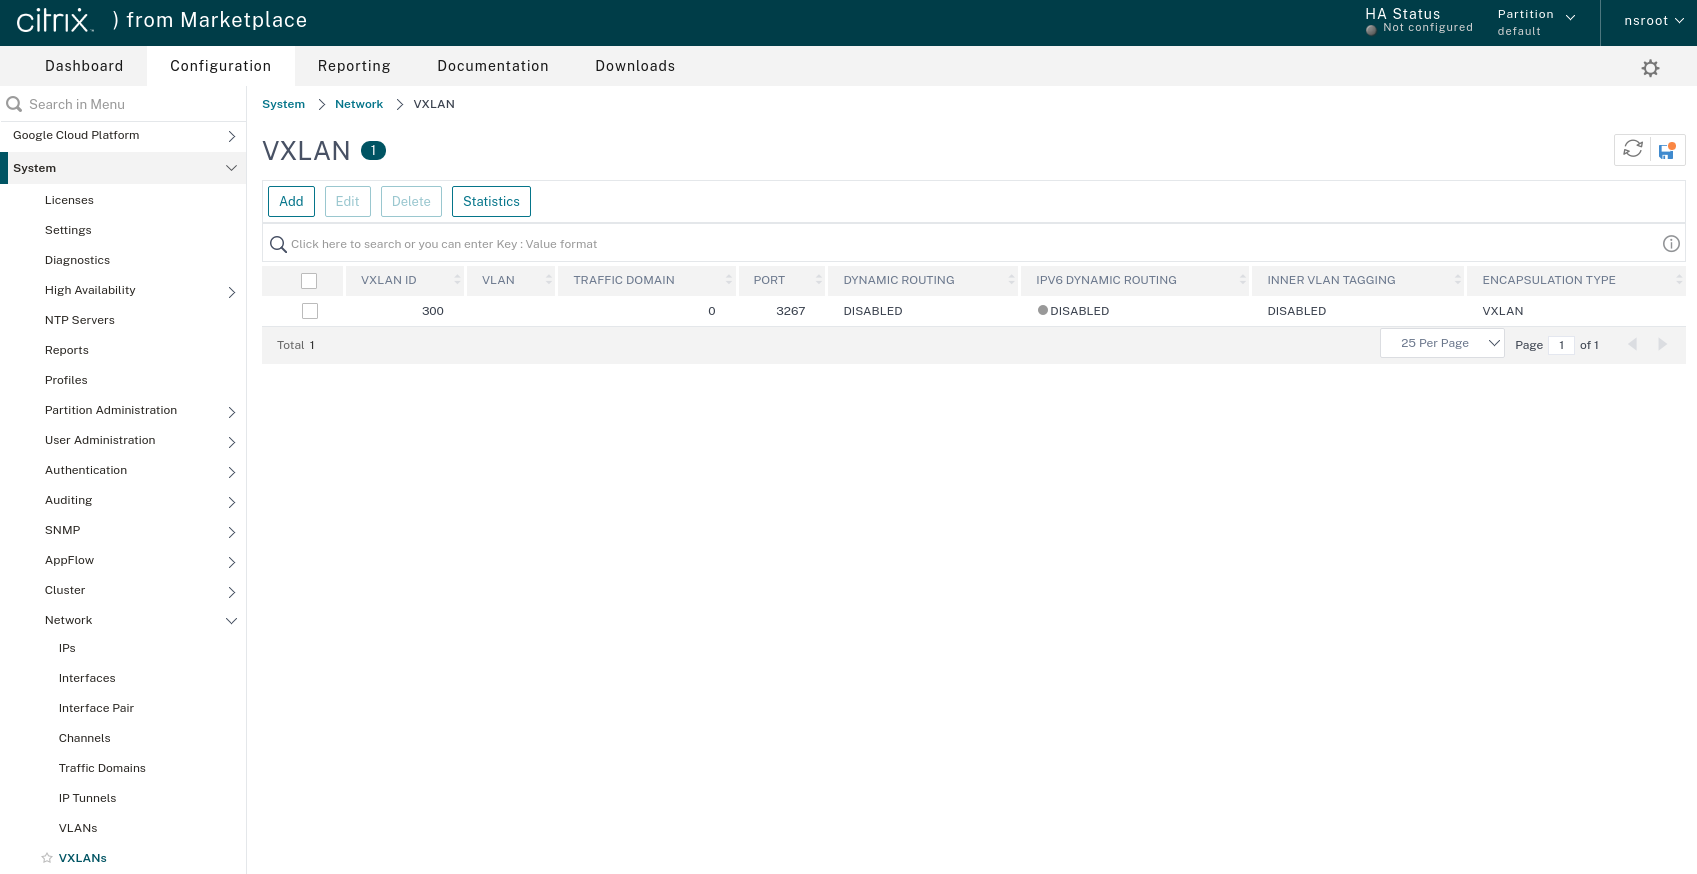 citrix ) from Marketplace
HA Status
Not configured
Partition
default
nsroot
Dashboard Configuration Reporting Documentation Downloads
Search in Menu
Google Cloud Platform
System
Licenses
Settings
Diagnostics
High Availability
NTP Servers
Reports
Profiles
Partition Administration
User Administration
Authentication
Auditing
SNMP
AppFlow
Cluster
Network
IPs
Interfaces
Interface Pair
Channels
Traffic Domains
IP Tunnels
VLANs
VXLANs
System Network VXLAN
VXLAN 1
Add Edit Delete Statistics
Click here to search or you can enter Key : Value format
VXLAN ID VLAN TRAFFIC DOMAIN PORT DYNAMIC ROUTING IPV6 DYNAMIC ROUTING INNER VLAN TAGGING ENCAPSULATION TYPE
300 0 3267 DISABLED DISABLED DISABLED VXLAN
Total 1 25 Per Page Page 1 of 1